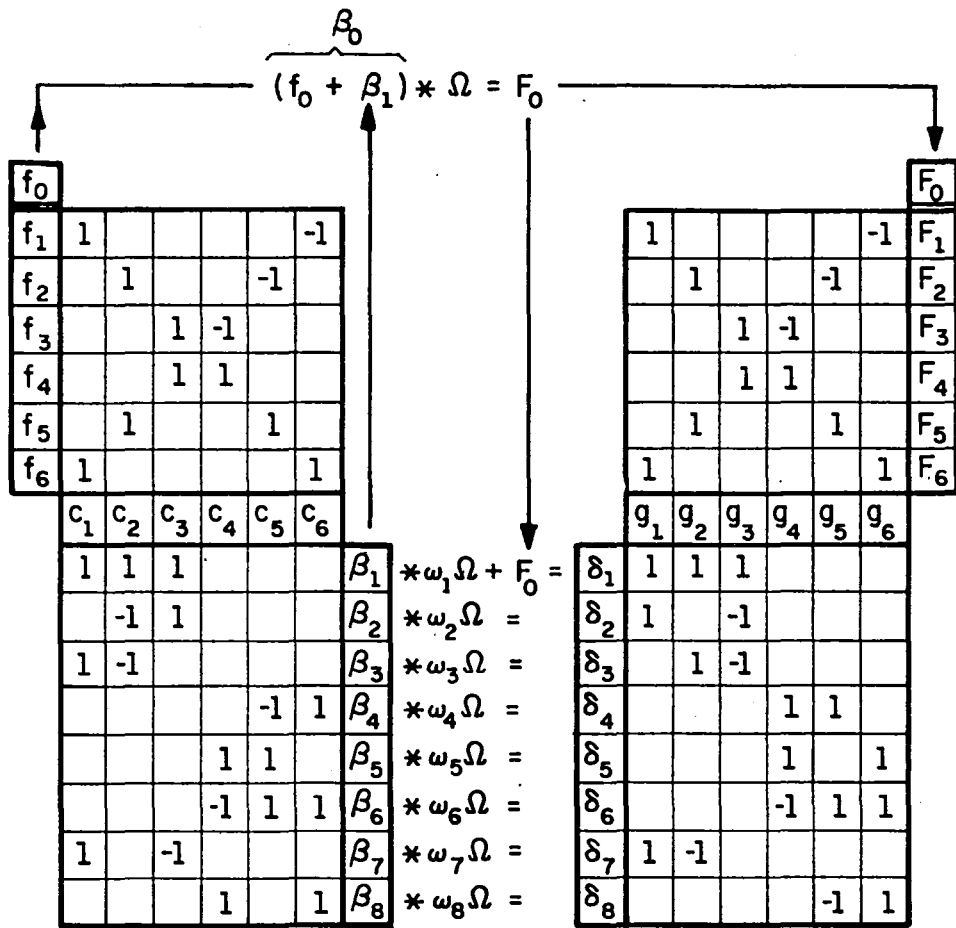 β₀
(f₀ + β₁) * Ω = F₀
f₀ F₀
f₁ 1 -1 1 -1 F₁
f₂ 1 -1 1 -1 F₂
f₃ 1 -1 1 -1 F₃
f₄ 1 1 1 1 F₄
f₅ 1 1 1 1 F₅
f₆ 1 1 1 1 F₆
c₁ c₂ c₃ c₄ c₅ c₆ g₁ g₂ g₃ g₄ g₅ g₆
1 1 1 β₁ * ω₁Ω + F₀ = δ₁ 1 1 1
-1 1 β₂ * ω₂Ω = δ₂ 1 -1
1 -1 β₃ * ω₃Ω = δ₃ 1 -1
-1 1 β₄ * ω₄Ω = δ₄ 1 1
1 1 β₅ * ω₅Ω = δ₅ 1 1
-1 1 1 β₆ * ω₆Ω = δ₆ -1 1 1
1 -1 β₇ * ω₇Ω = δ₇ 1 -1
1 1 β₈ * ω₈Ω = δ₈ -1 1